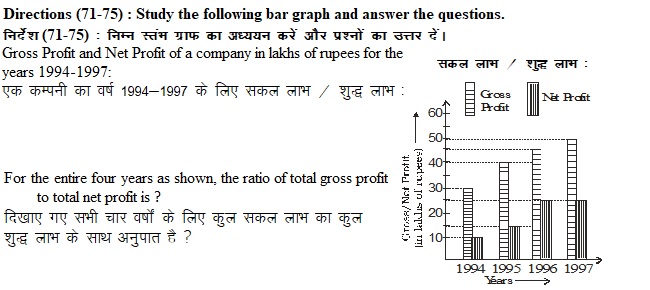 Directions (71-75) : Study the following bar graph and answer the questions.
निर्देश (71-75) : निम्न स्तंभ ग्राफ का अध्ययन करें और प्रश्नों का उत्तर दें।
Gross Profit and Net Profit of a company in lakhs of rupees for the
years 1994-1997:
एक कम्पनी का वर्ष 1994–1997 के लिए सकल लाभ / शुद्ध लाभ :
सकल लाभ / शुद्ध लाभ :
Gross
Profit
Net Profit
60
50
40
30
20
10
Gross/Net Profit
(in lakhs of rupees)
1994 1995 1996 1997
Years
For the entire four years as shown, the ratio of total gross profit
to total net profit is ?
दिखाए गए सभी चार वर्षों के लिए कुल सकल लाभ का कुल
शुद्ध लाभ के साथ अनुपात है ?